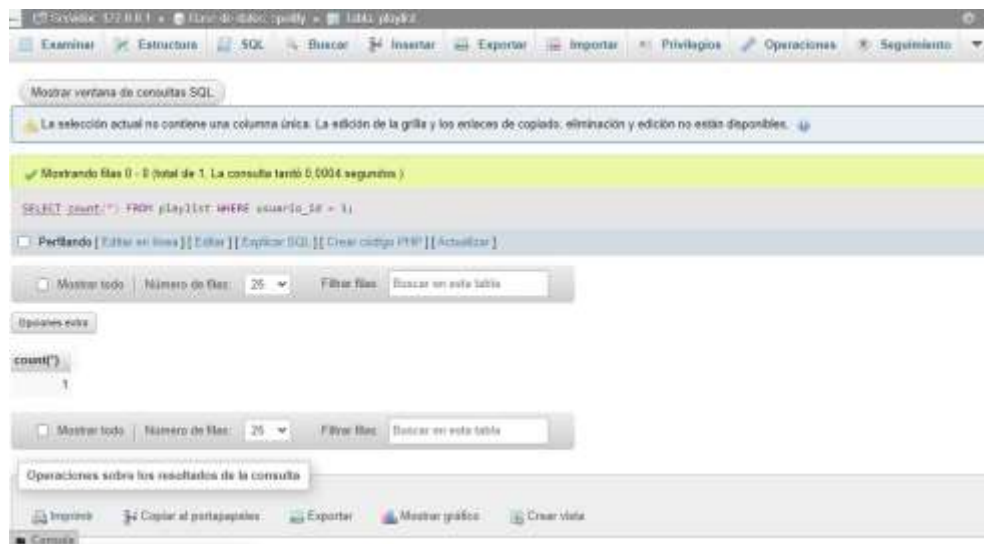 Servidor: 127.0.0.1 » Base de datos: spotify » Tabla: playlist
Examinar Estructura SQL Buscar Insertar Exportar Importar Privilegios Operaciones Seguimiento
Mostrar ventana de consultas SQL
La selección actual no contiene una columna única. La edición de la grilla y los enlaces de copiado, eliminación y edición no están disponibles.
Mostrando filas 0 - 0 (total de 1, La consulta tardó 0,0004 segundos.)
SELECT count(*) FROM playlist WHERE usuario_id = 1;
Perfilando [ Editar en línea ] [ Editar ] [ Explicar SQL ] [ Crear código PHP ] [ Actualizar ]
Mostrar todo | Número de filas: 25 Filtrar filas: Buscar en esta tabla
Opciones extra
count(*)
1
Mostrar todo | Número de filas: 25 Filtrar filas: Buscar en esta tabla
Operaciones sobre los resultados de la consulta
Imprimir Copiar al portapapeles Exportar Mostrar gráfico Crear vista
Consola